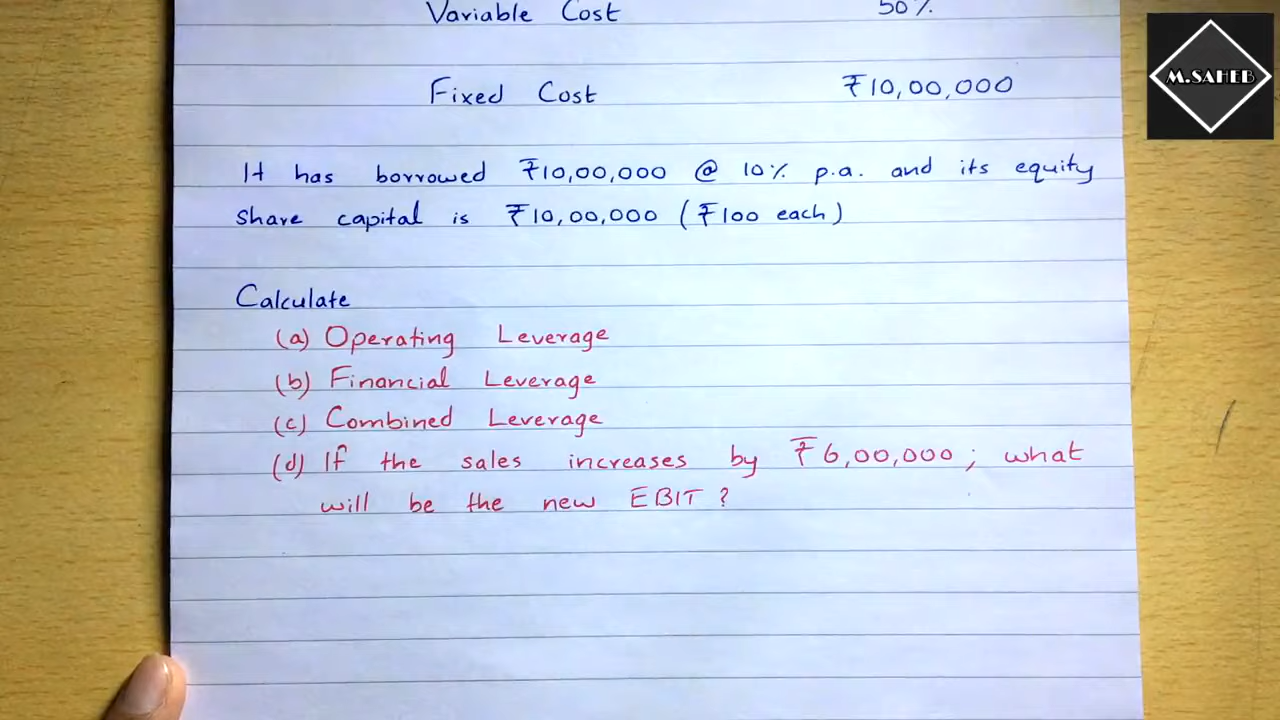 Variable Cost 50%
Fixed Cost ₹10,00,000
M.SAHEB
It has borrowed ₹10,00,000 @ 10% p.a. and its equity
share capital is ₹10,00,000 (₹100 each)
Calculate
(a) Operating Leverage
(b) Financial Leverage
(c) Combined Leverage
(d) If the sales increases by ₹6,00,000; what
will be the new EBIT?